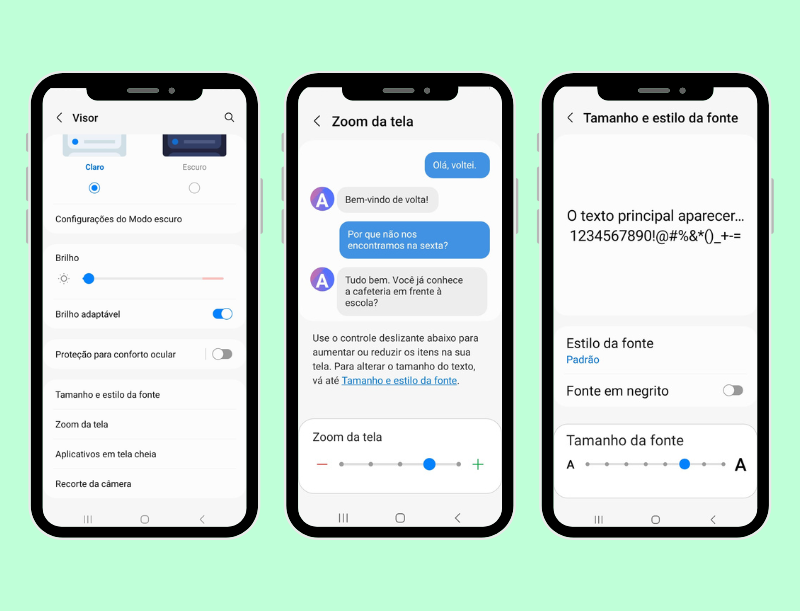 Visor
Claro
Escuro
Configurações do Modo escuro
Brilho
Brilho adaptável
Proteção para conforto ocular
Tamanho e estilo da fonte
Zoom da tela
Aplicativos em tela cheia
Recorte da câmera
Zoom da tela
Olá, voltei.
A
Bem-vindo de volta!
Por que não nos
encontramos na sexta?
A
Tudo bem. Você já conhece
a cafeteria em frente à
escola?
Use o controle deslizante abaixo para
aumentar ou reduzir os itens na sua
tela. Para alterar o tamanho do texto,
vá até Tamanho e estilo da fonte.
Zoom da tela
Tamanho e estilo da fonte
O texto principal aparecer...
1234567890!@#%&*()_+-=
Estilo da fonte
Padrão
Fonte em negrito
Tamanho da fonte
A A